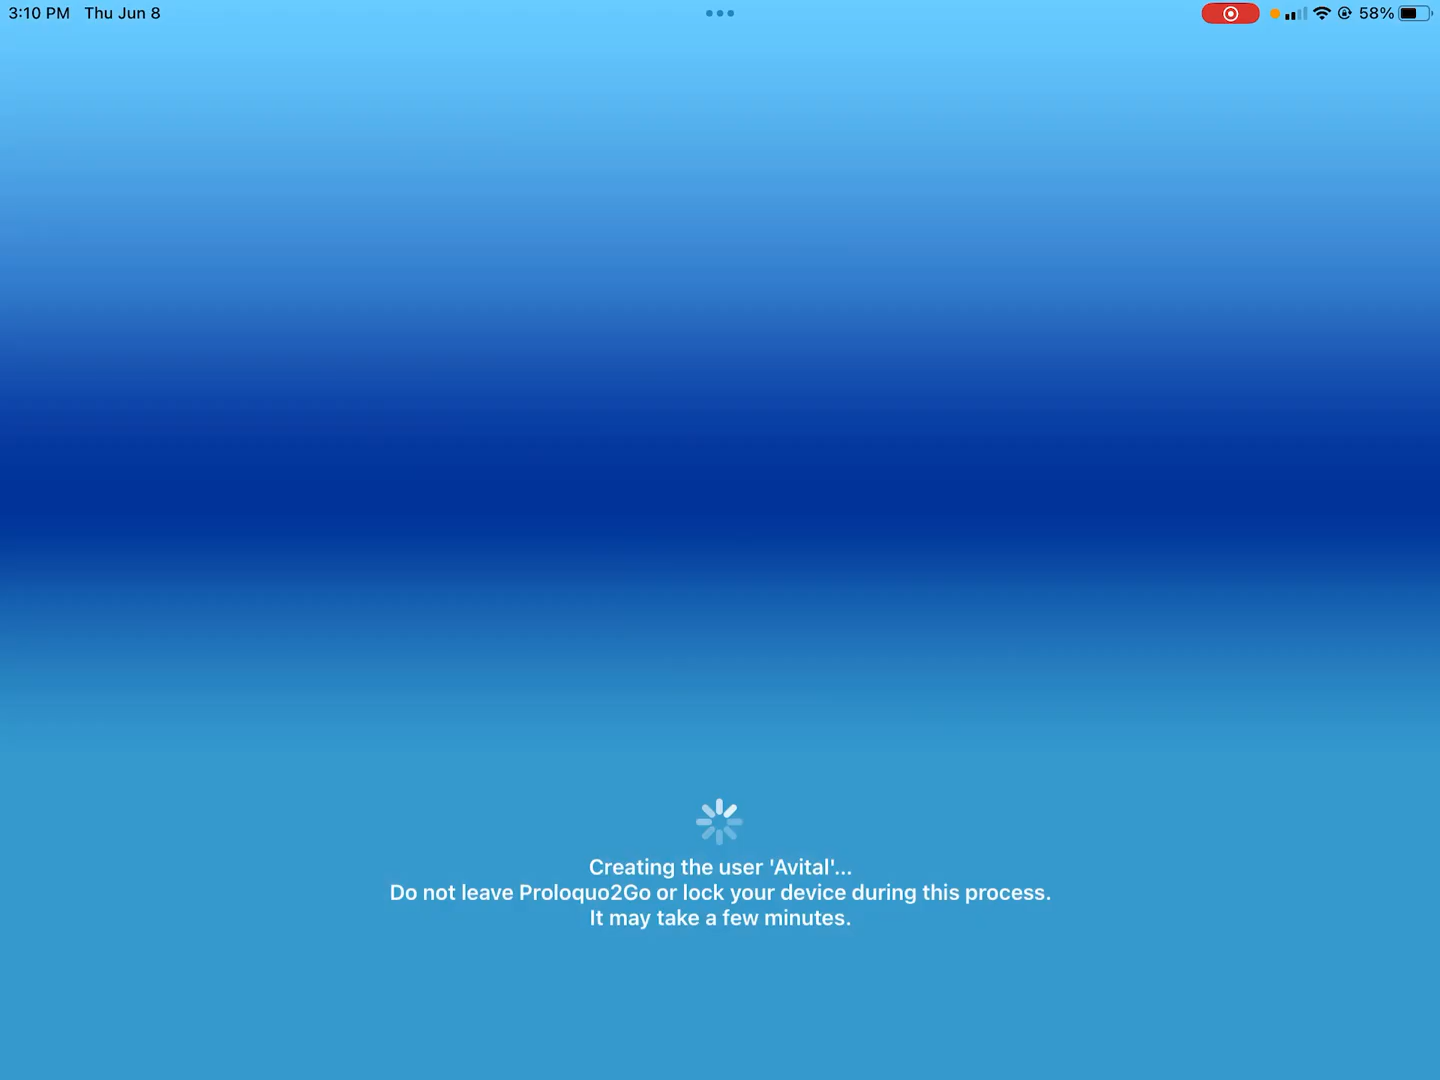 3:10 PM Thu Jun 8
58%
Creating the user 'Avital'...
Do not leave Proloquo2Go or lock your device during this process.
It may take a few minutes.